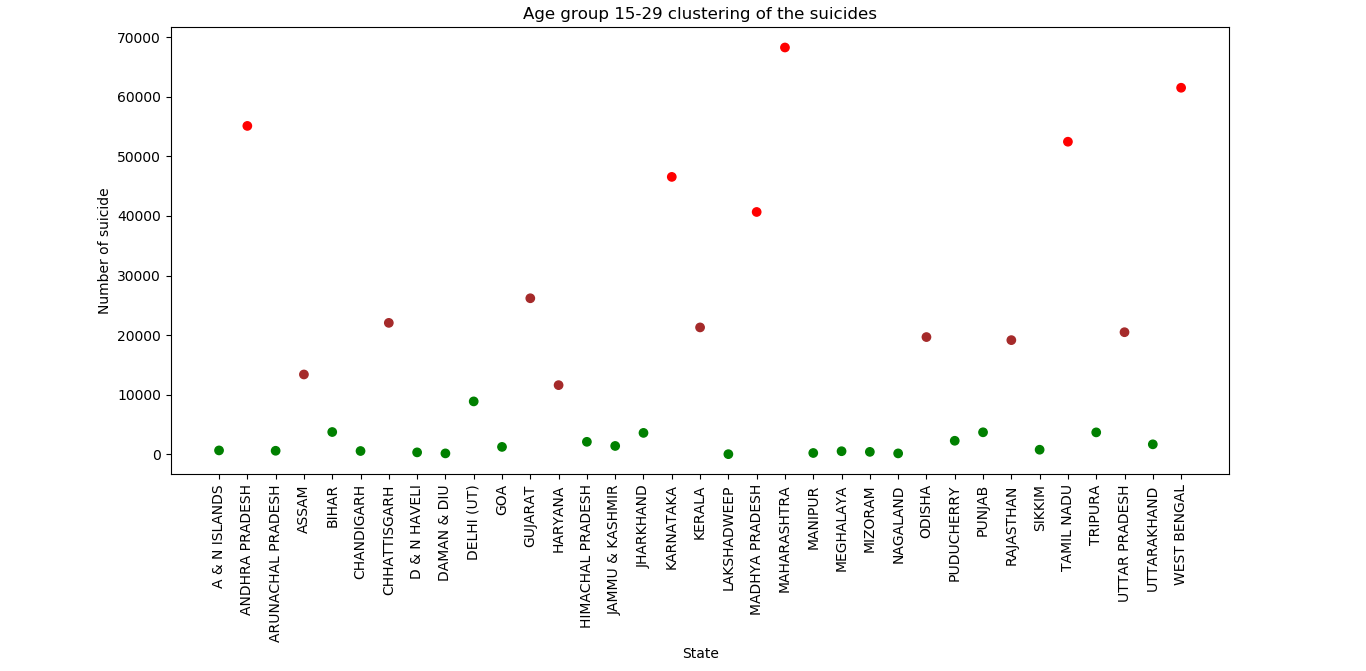 Age group 15-29 clustering of the suicides
Number of suicide
70000
60000
50000
40000
30000
20000
10000
0
A & N ISLANDS
ANDHRA PRADESH
ARUNACHAL PRADESH
ASSAM
BIHAR
CHANDIGARH
CHHATTISGARH
D & N HAVELI
DAMAN & DIU
DELHI (UT)
GOA
GUJARAT
HARYANA
HIMACHAL PRADESH
JAMMU & KASHMIR
JHARKHAND
KARNATAKA
KERALA
LAKSHADWEEP
MADHYA PRADESH
MAHARASHTRA
MANIPUR
MEGHALAYA
MIZORAM
NAGALAND
ODISHA
PUDUCHERRY
PUNJAB
RAJASTHAN
SIKKIM
TAMIL NADU
TRIPURA
UTTAR PRADESH
UTTARAKHAND
WEST BENGAL
State